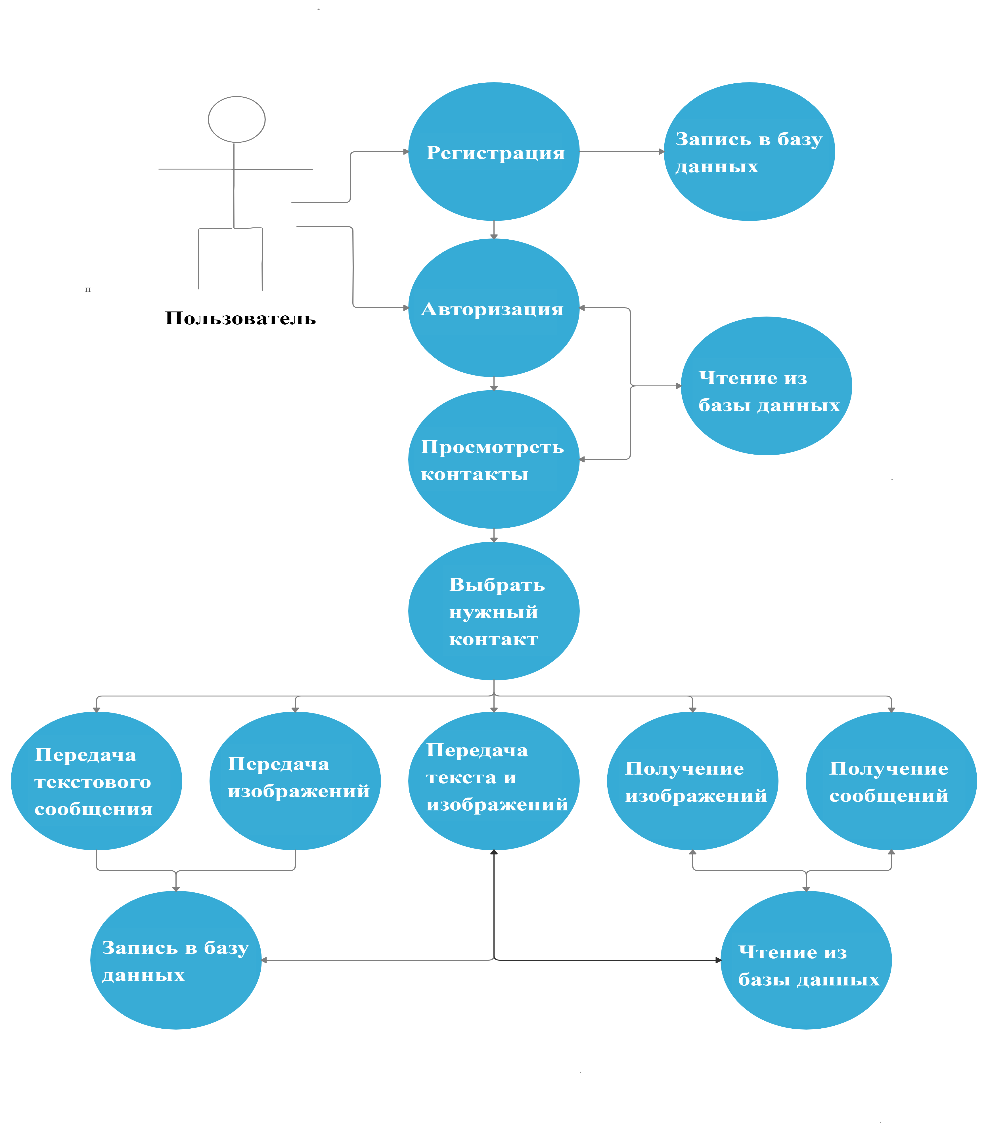 Регистрация
Запись в базу
данных
"
Авторизация
Пользователь
Чтение из
базы данных
Просмотреть
контакты
Выбрать
нужный
контакт
Передача
текстового
сообщения
Передача
изображений
Передача
текста и
изображений
Получение
изображений
Получение
сообщений
Запись в базу
данных
Чтение из
базы данных